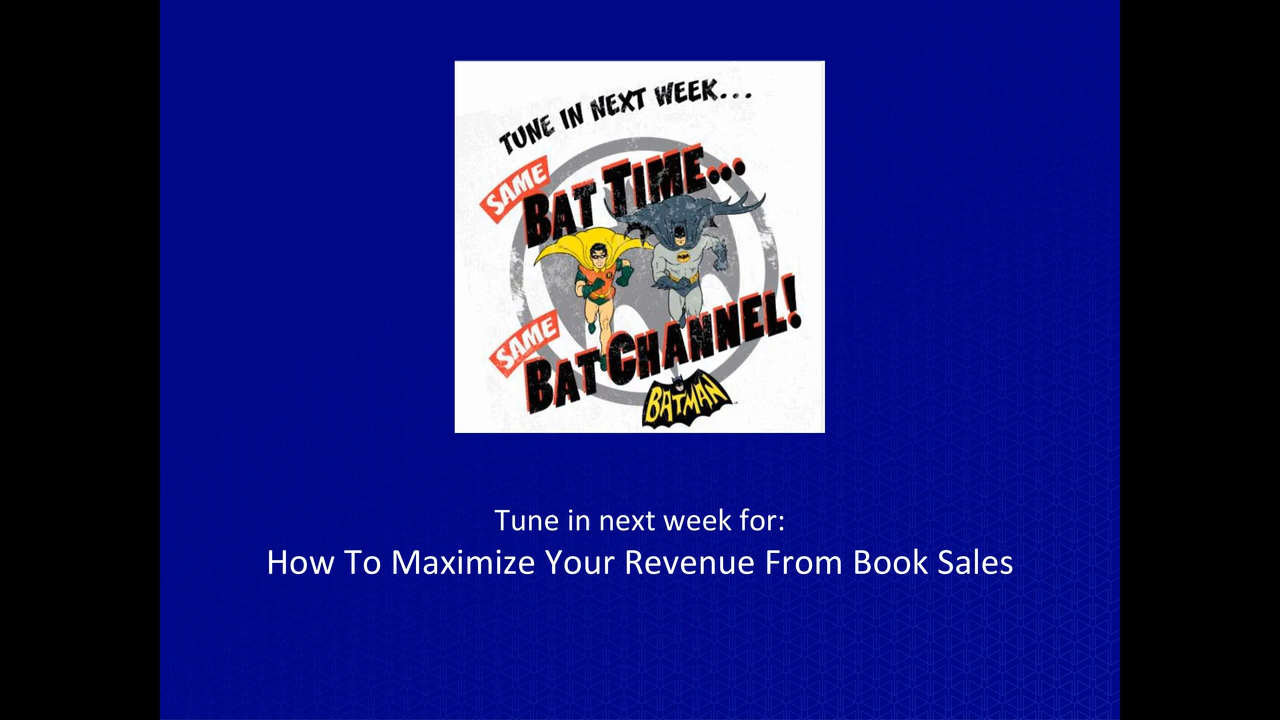 TUNE IN NEXT WEEK...
SAME
BAT TIME...
SAME
BAT CHANNEL!
BATMAN
Tune in next week for:
How To Maximize Your Revenue From Book Sales